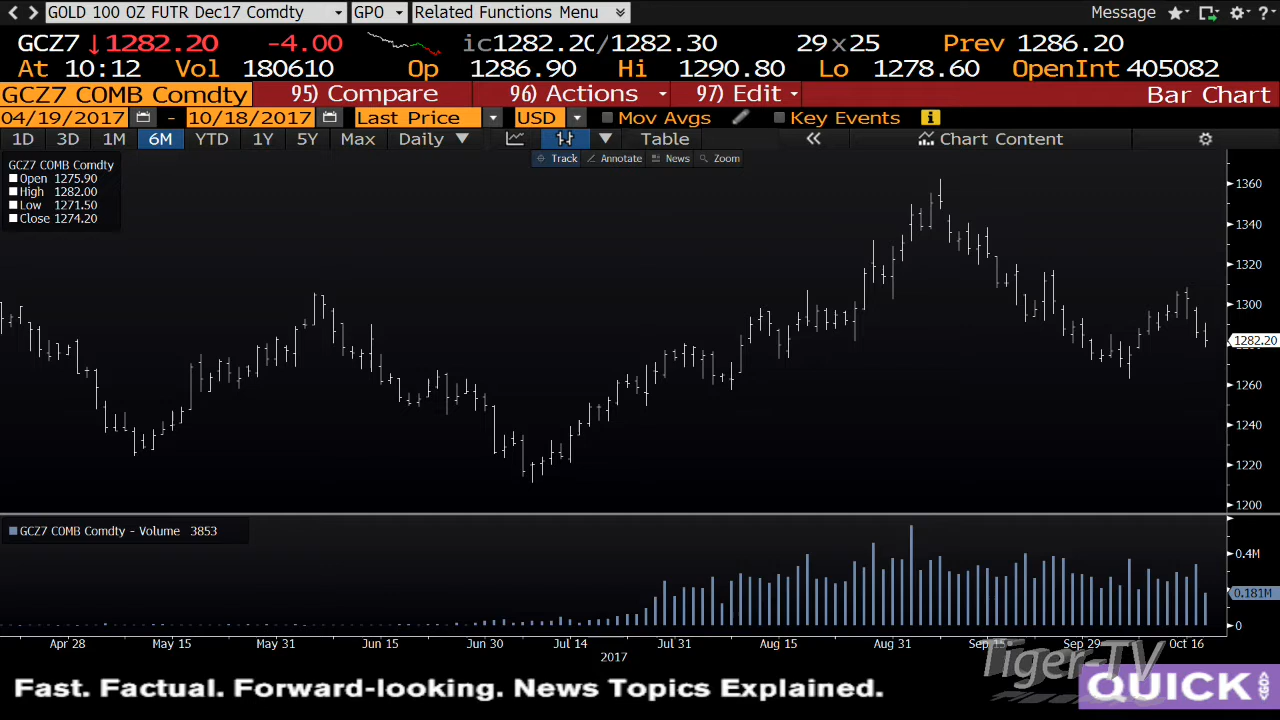 GOLD 100 OZ FUTR Dec17 Comdty GPO Related Functions Menu Message ?
GCZ7 ↓1282.20 -4.00 ic1282.20/1282.30 29x25 Prev 1286.20
At 10:12 Vol 180610 Op 1286.90 Hi 1290.80 Lo 1278.60 OpenInt 405082
GCZ7 COMB Comdty 95) Compare 96) Actions 97) Edit Bar Chart
04/19/2017 - 10/18/2017 Last Price USD Mov Avgs Key Events i
1D 3D 1M 6M YTD 1Y 5Y Max Daily Table « Chart Content
Track Annotate News Zoom
GCZ7 COMB Comdty
Open 1275.90
High 1282.00
Low 1271.50
Close 1274.20
1360
1340
1320
1300
1282.20
1260
1240
1220
1200
GCZ7 COMB Comdty - Volume 3853
0.4M
0.181M
0
Apr 28 May 15 May 31 Jun 15 Jun 30 Jul 14 Jul 31 Aug 15 Aug 31 Sep 15 Sep 29 Oct 16
2017
Tiger-TV
Fast. Factual. Forward-looking. News Topics Explained.
QUICK